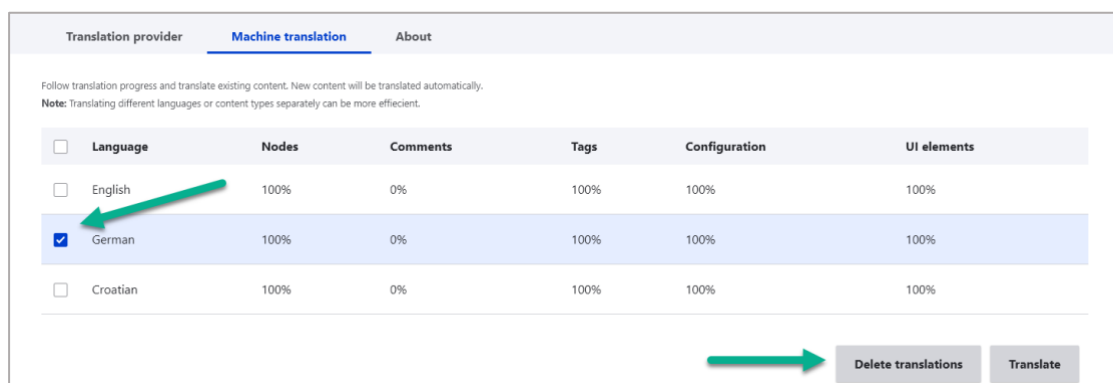 Translation provider Machine translation About
Follow translation progress and translate existing content. New content will be translated automatically.
Note: Translating different languages or content types separately can be more effiecient.
Language Nodes Comments Tags Configuration UI elements
English 100% 0% 100% 100% 100%
German 100% 0% 100% 100% 100%
Croatian 100% 0% 100% 100% 100%
Delete translations Translate